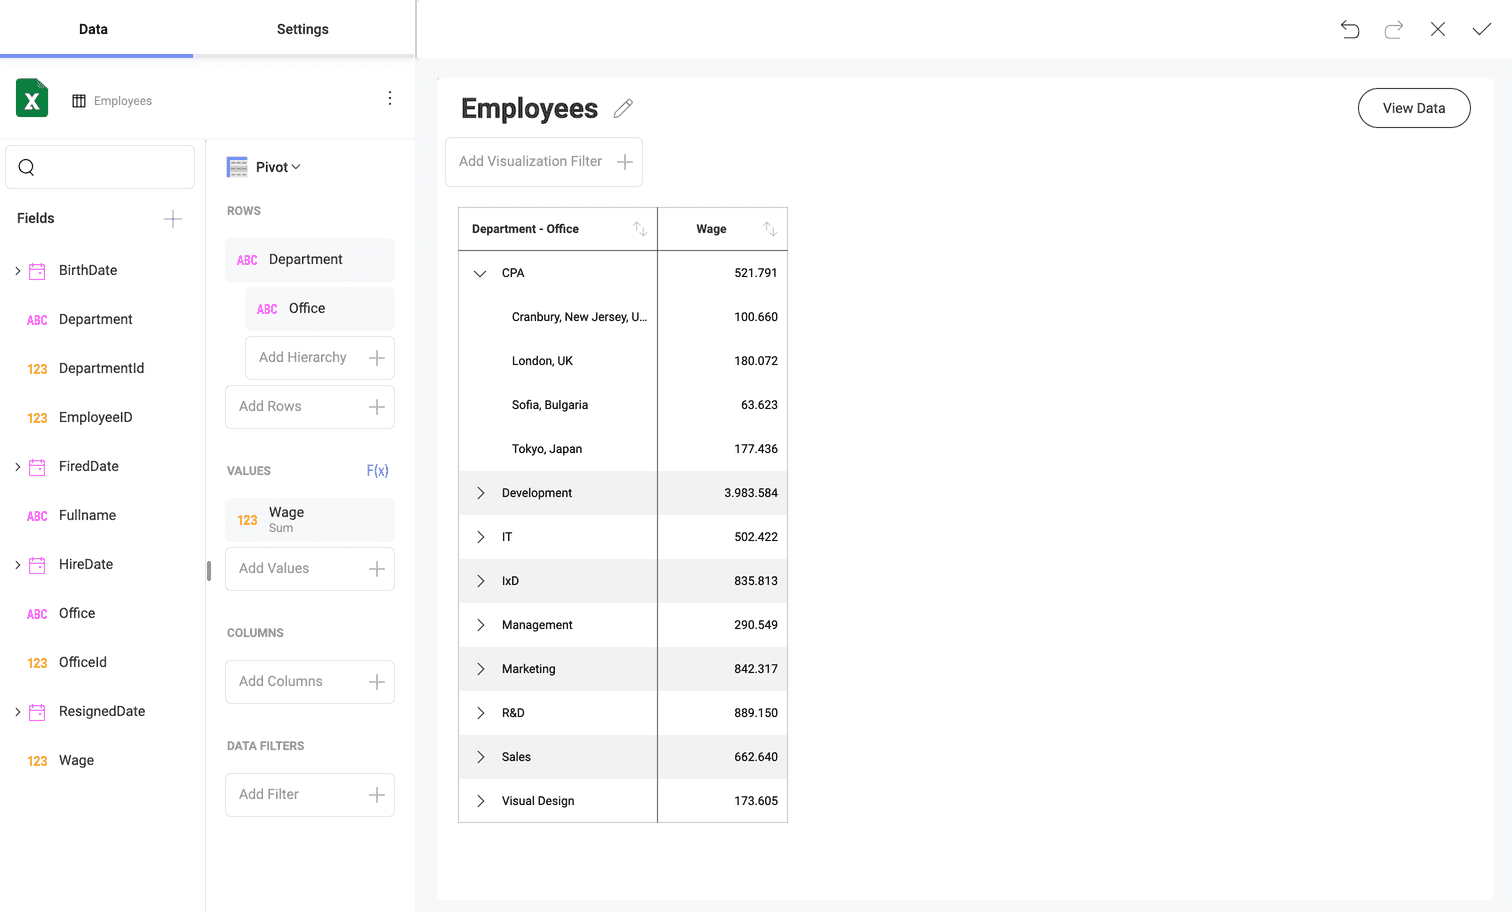 Data
Settings
Employees
Fields
BirthDate
ABC Department
123 DepartmentId
123 EmployeeID
FiredDate
ABC Fullname
HireDate
ABC Office
123 OfficeId
ResignedDate
123 Wage
Pivot
ROWS
ABC Department
ABC Office
Add Hierarchy
Add Rows
VALUES F(x)
123 Wage
Sum
Add Values
COLUMNS
Add Columns
DATA FILTERS
Add Filter
Employees
View Data
Add Visualization Filter
Department - Office Wage
CPA 521.791
Cranbury, New Jersey, U... 100.660
London, UK 180.072
Sofia, Bulgaria 63.623
Tokyo, Japan 177.436
Development 3.983.584
IT 502.422
IxD 835.813
Management 290.549
Marketing 842.317
R&D 889.150
Sales 662.640
Visual Design 173.605